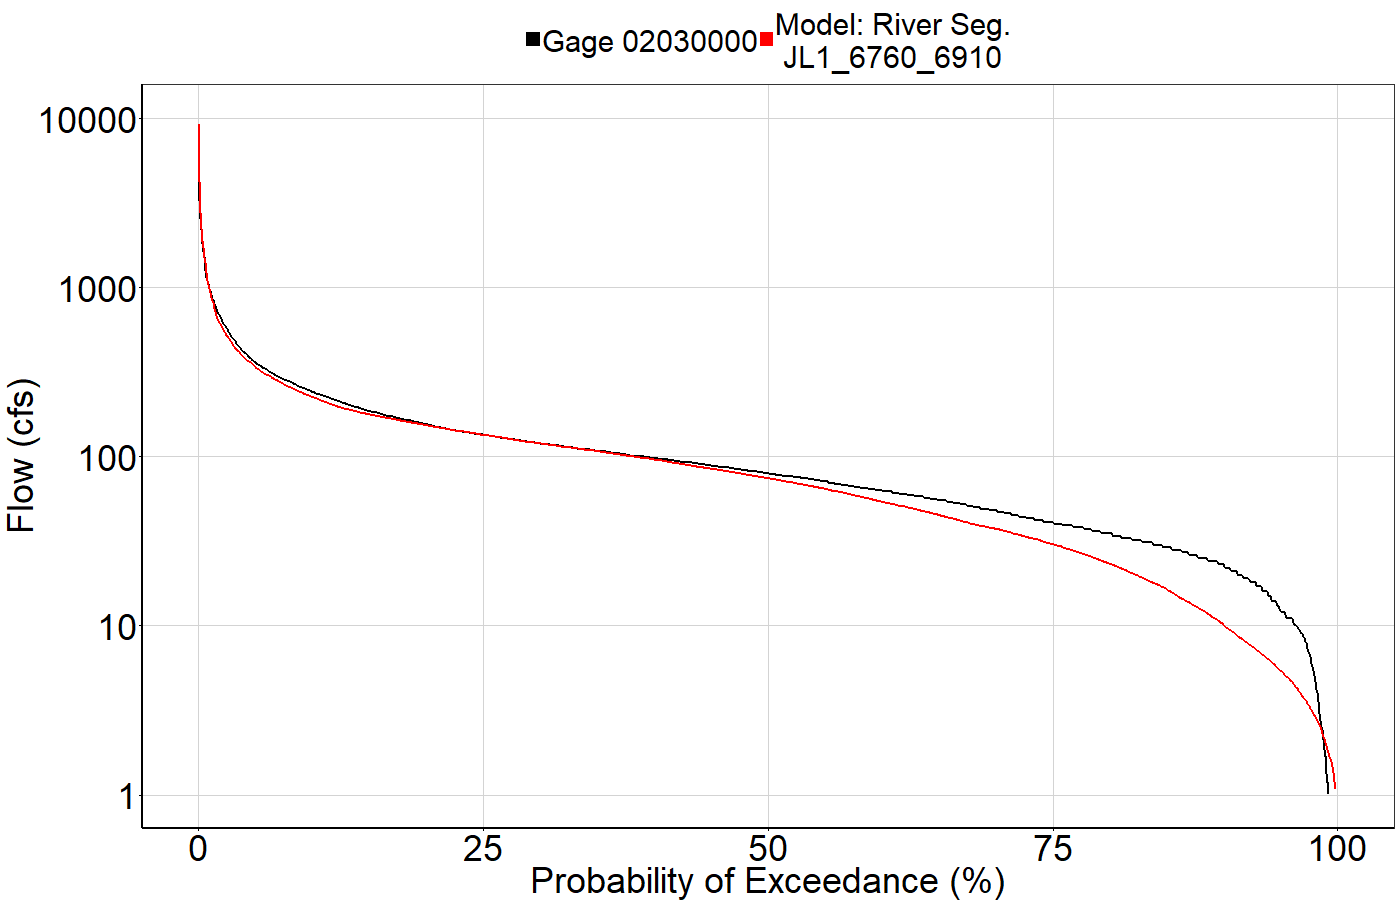 Gage 02030000
Model: River Seg.
JL1_6760_6910
10000
1000
100
10
1
Flow (cfs)
0 25 50 75 100
Probability of Exceedance (%)